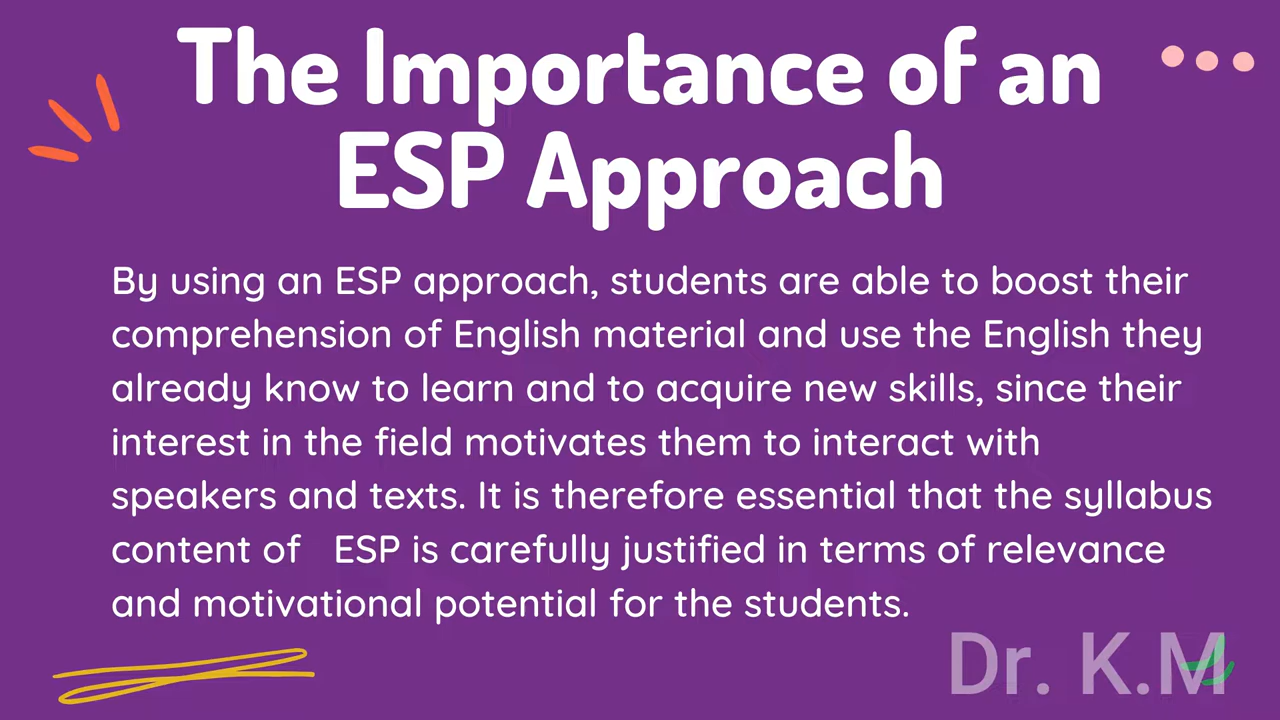 The Importance of an
ESP Approach
By using an ESP approach, students are able to boost their
comprehension of English material and use the English they
already know to learn and to acquire new skills, since their
interest in the field motivates them to interact with
speakers and texts. It is therefore essential that the syllabus
content of   ESP is carefully justified in terms of relevance
and motivational potential for the students.
Dr. K.M